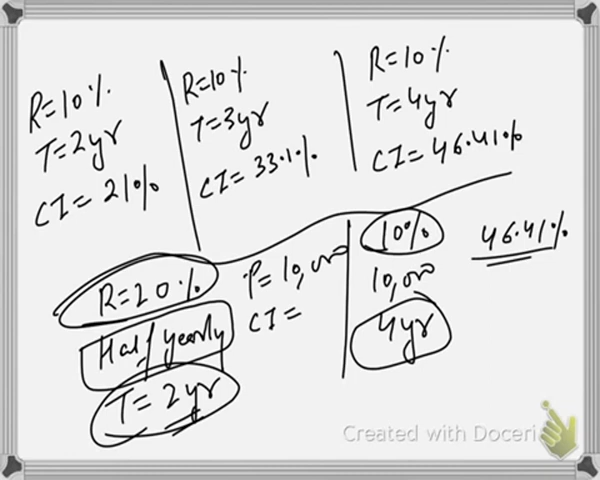 R=10%
T=2yr
CI=21%
R=10%
T=3yr
CI=33.1%
R=10%
T=4yr
CI=46.41%
R=20%
Half yearly
T=2yr
P=10,000
CI=
10%
10,000
4yr
46.41%
Created with Doceri